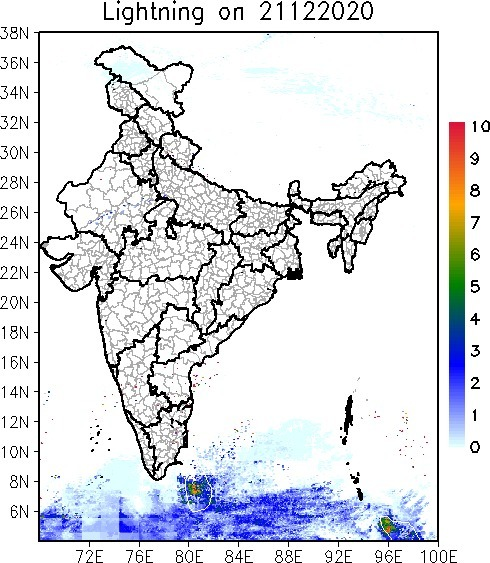 Lightning on 21122020
38N
36N
34N
32N
30N
28N
26N
24N
22N
20N
18N
16N
14N
12N
10N
8N
6N
72E 76E 80E 84E 88E 92E 96E 100E
10
9
8
7
6
5
4
3
2
1
0